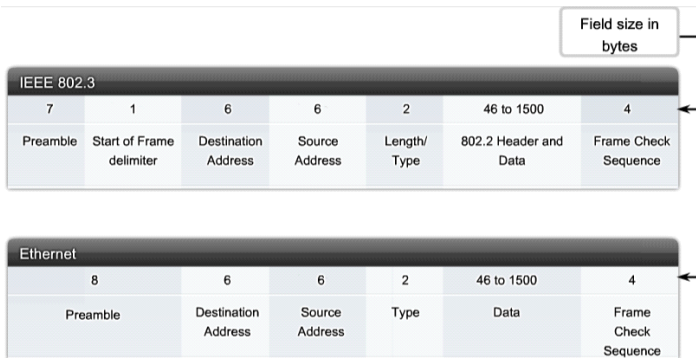 Field size in
bytes
IEEE 802.3
7 1 6 6 2 46 to 1500 4
Preamble Start of Frame Destination Source Length/ 802.2 Header and Frame Check
delimiter Address Address Type Data Sequence
Ethernet
8 6 6 2 46 to 1500 4
Preamble Destination Source Type Data Frame
Address Address Check
Sequence